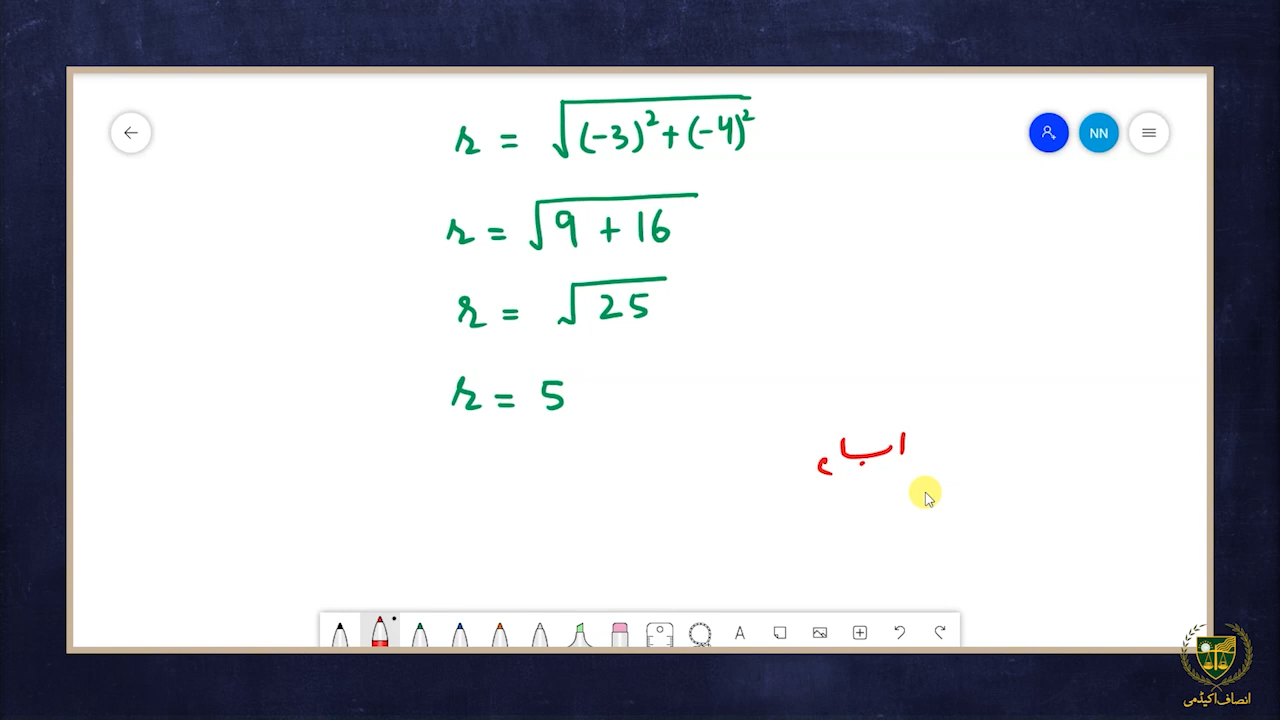 r = √(-3)² + (-4)²
NN
r = √9 + 16
r = √25
r = 5
اب ،
A
انصاف اکیڈمی